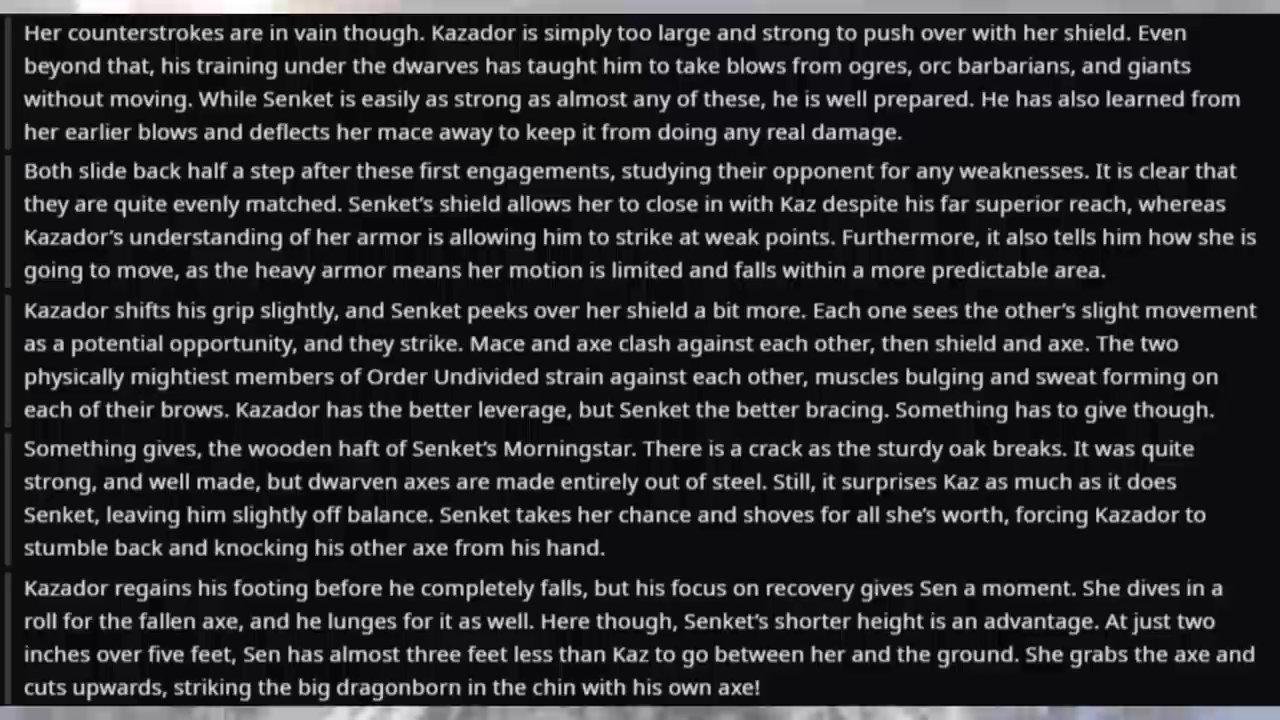 Her counterstrokes are in vain though. Kazador is simply too large and strong to push over with her shield. Even
beyond that, his training under the dwarves has taught him to take blows from ogres, orc barbarians, and giants
without moving. While Senket is easily as strong as almost any of these, he is well prepared. He has also learned from
her earlier blows and deflects her mace away to keep it from doing any real damage.
Both slide back half a step after these first engagements, studying their opponent for any weaknesses. It is clear that
they are quite evenly matched. Senket’s shield allows her to close in with Kaz despite his far superior reach, whereas
Kazador’s understanding of her armor is allowing him to strike at weak points. Furthermore, it also tells him how she is
going to move, as the heavy armor means her motion is limited and falls within a more predictable area.
Kazador shifts his grip slightly, and Senket peeks over her shield a bit more. Each one sees the other’s slight movement
as a potential opportunity, and they strike. Mace and axe clash against each other, then shield and axe. The two
physically mightiest members of Order Undivided strain against each other, muscles bulging and sweat forming on
each of their brows. Kazador has the better leverage, but Senket the better bracing. Something has to give though.
Something gives, the wooden haft of Senket’s Morningstar. There is a crack as the sturdy oak breaks. It was quite
strong, and well made, but dwarven axes are made entirely out of steel. Still, it surprises Kaz as much as it does
Senket, leaving him slightly off balance. Senket takes her chance and shoves for all she’s worth, forcing Kazador to
stumble back and knocking his other axe from his hand.
Kazador regains his footing before he completely falls, but his focus on recovery gives Sen a moment. She dives in a
roll for the fallen axe, and he lunges for it as well. Here though, Senket’s shorter height is an advantage. At just two
inches over five feet, Sen has almost three feet less than Kaz to go between her and the ground. She grabs the axe and
cuts upwards, striking the big dragonborn in the chin with his own axe!